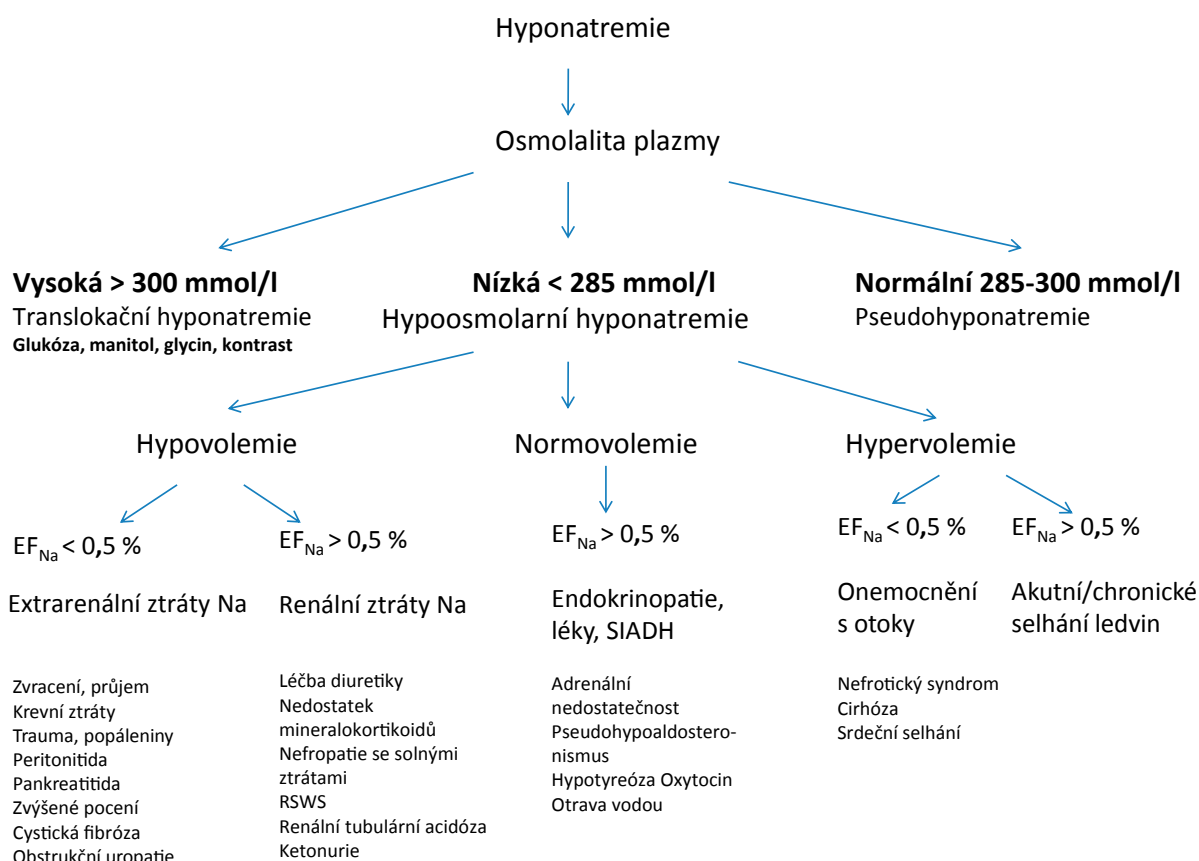 Hyponatremie
Osmolalita plazmy
Vysoká > 300 mmol/l
Translokační hyponatremie
Glukóza, manitol, glycin, kontrast
Nízká < 285 mmol/l
Hypoosmolarní hyponatremie
Normální 285-300 mmol/l
Pseudohyponatremie
Hypovolemie
Normovolemie
Hypervolemie
EFNa < 0,5 %
Extrarenální ztráty Na
Zvracení, průjem
Krevní ztráty
Trauma, popáleniny
Peritonitida
Pankreatitida
Zvýšené pocení
Cystická fibróza
Obstrukční uropatie
EFNa > 0,5 %
Renální ztráty Na
Léčba diuretiky
Nedostatek
mineralokortikoidů
Nefropatie se solnými
ztrátami
RSWS
Renální tubulární acidóza
Ketonurie
EFNa > 0,5 %
Endokrinopatie,
léky, SIADH
Adrenální
nedostatečnost
Pseudohypoaldostero-
nismus
Hypotyreóza Oxytocin
Otrava vodou
EFNa < 0,5 %
Onemocnění
s otoky
Nefrotický syndrom
Cirhóza
Srdeční selhání
EFNa > 0,5 %
Akutní/chronické
selhání ledvin